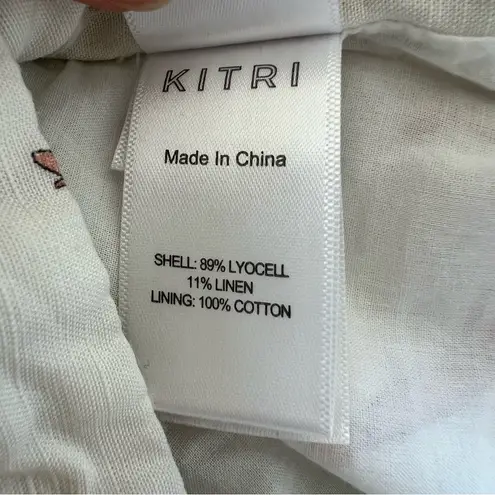 KITRI
Made In China
SHELL: 89% LYOCELL
11% LINEN
LINING: 100% COTTON